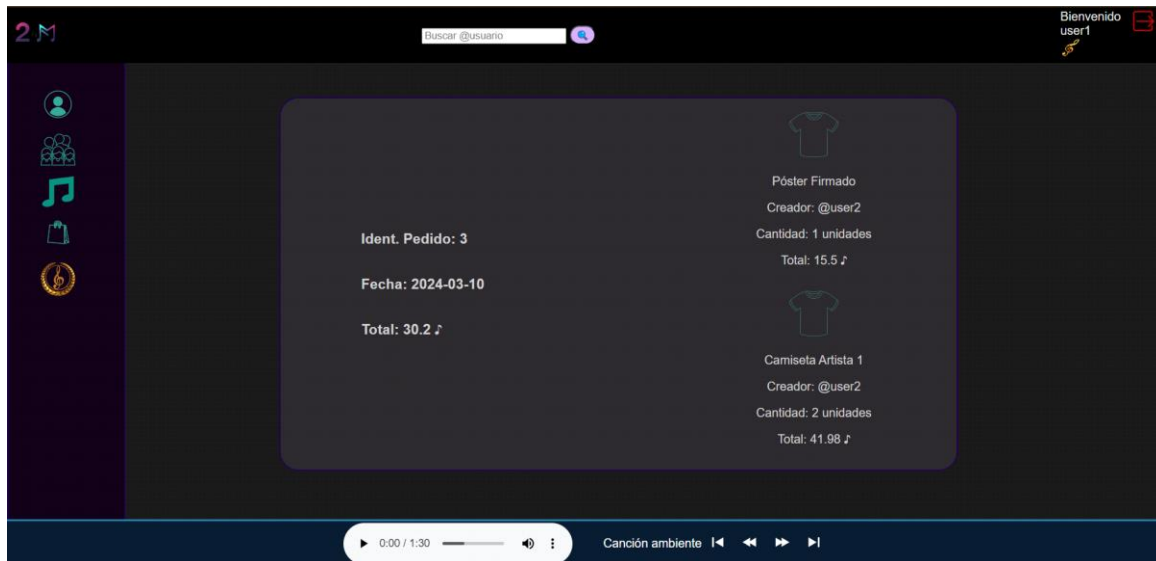 2M
Buscar @usuario
Bienvenido
user1
Ident. Pedido: 3
Fecha: 2024-03-10
Total: 30.2 ♪
Póster Firmado
Creador: @user2
Cantidad: 1 unidades
Total: 15.5 ♪
Camiseta Artista 1
Creador: @user2
Cantidad: 2 unidades
Total: 41.98 ♪
0:00 / 1:30
Canción ambiente